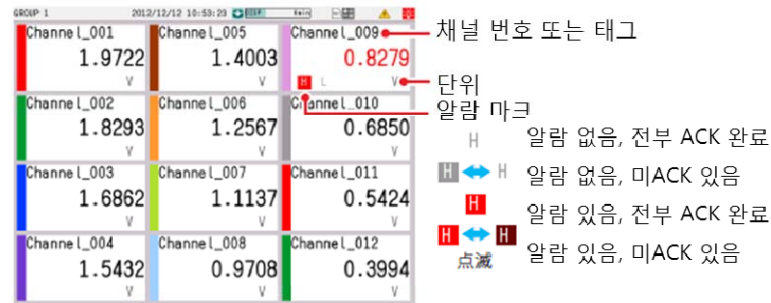 GROUP 1 2012/12/12 10:53:29 DISP
Channel_001 Channel_005 Channel_009 채널 번호 또는 태그
1.9722 1.4003 0.8279
V V H L V 단위
알람 마크
Channel_002 Channel_006 Channel_010
1.8293 1.2567 0.6850
V V V
H 알람 없음, 전부 ACK 완료
Channel_003 Channel_007 Channel_011
H H 알람 없음, 미ACK 있음
1.6862 1.1137 0.5424
V V V
H 알람 있음, 전부 ACK 완료
Channel_004 Channel_008 Channel_012
H H 알람 있음, 미ACK 있음
点滅
1.5432 0.9708 0.3994
V V V